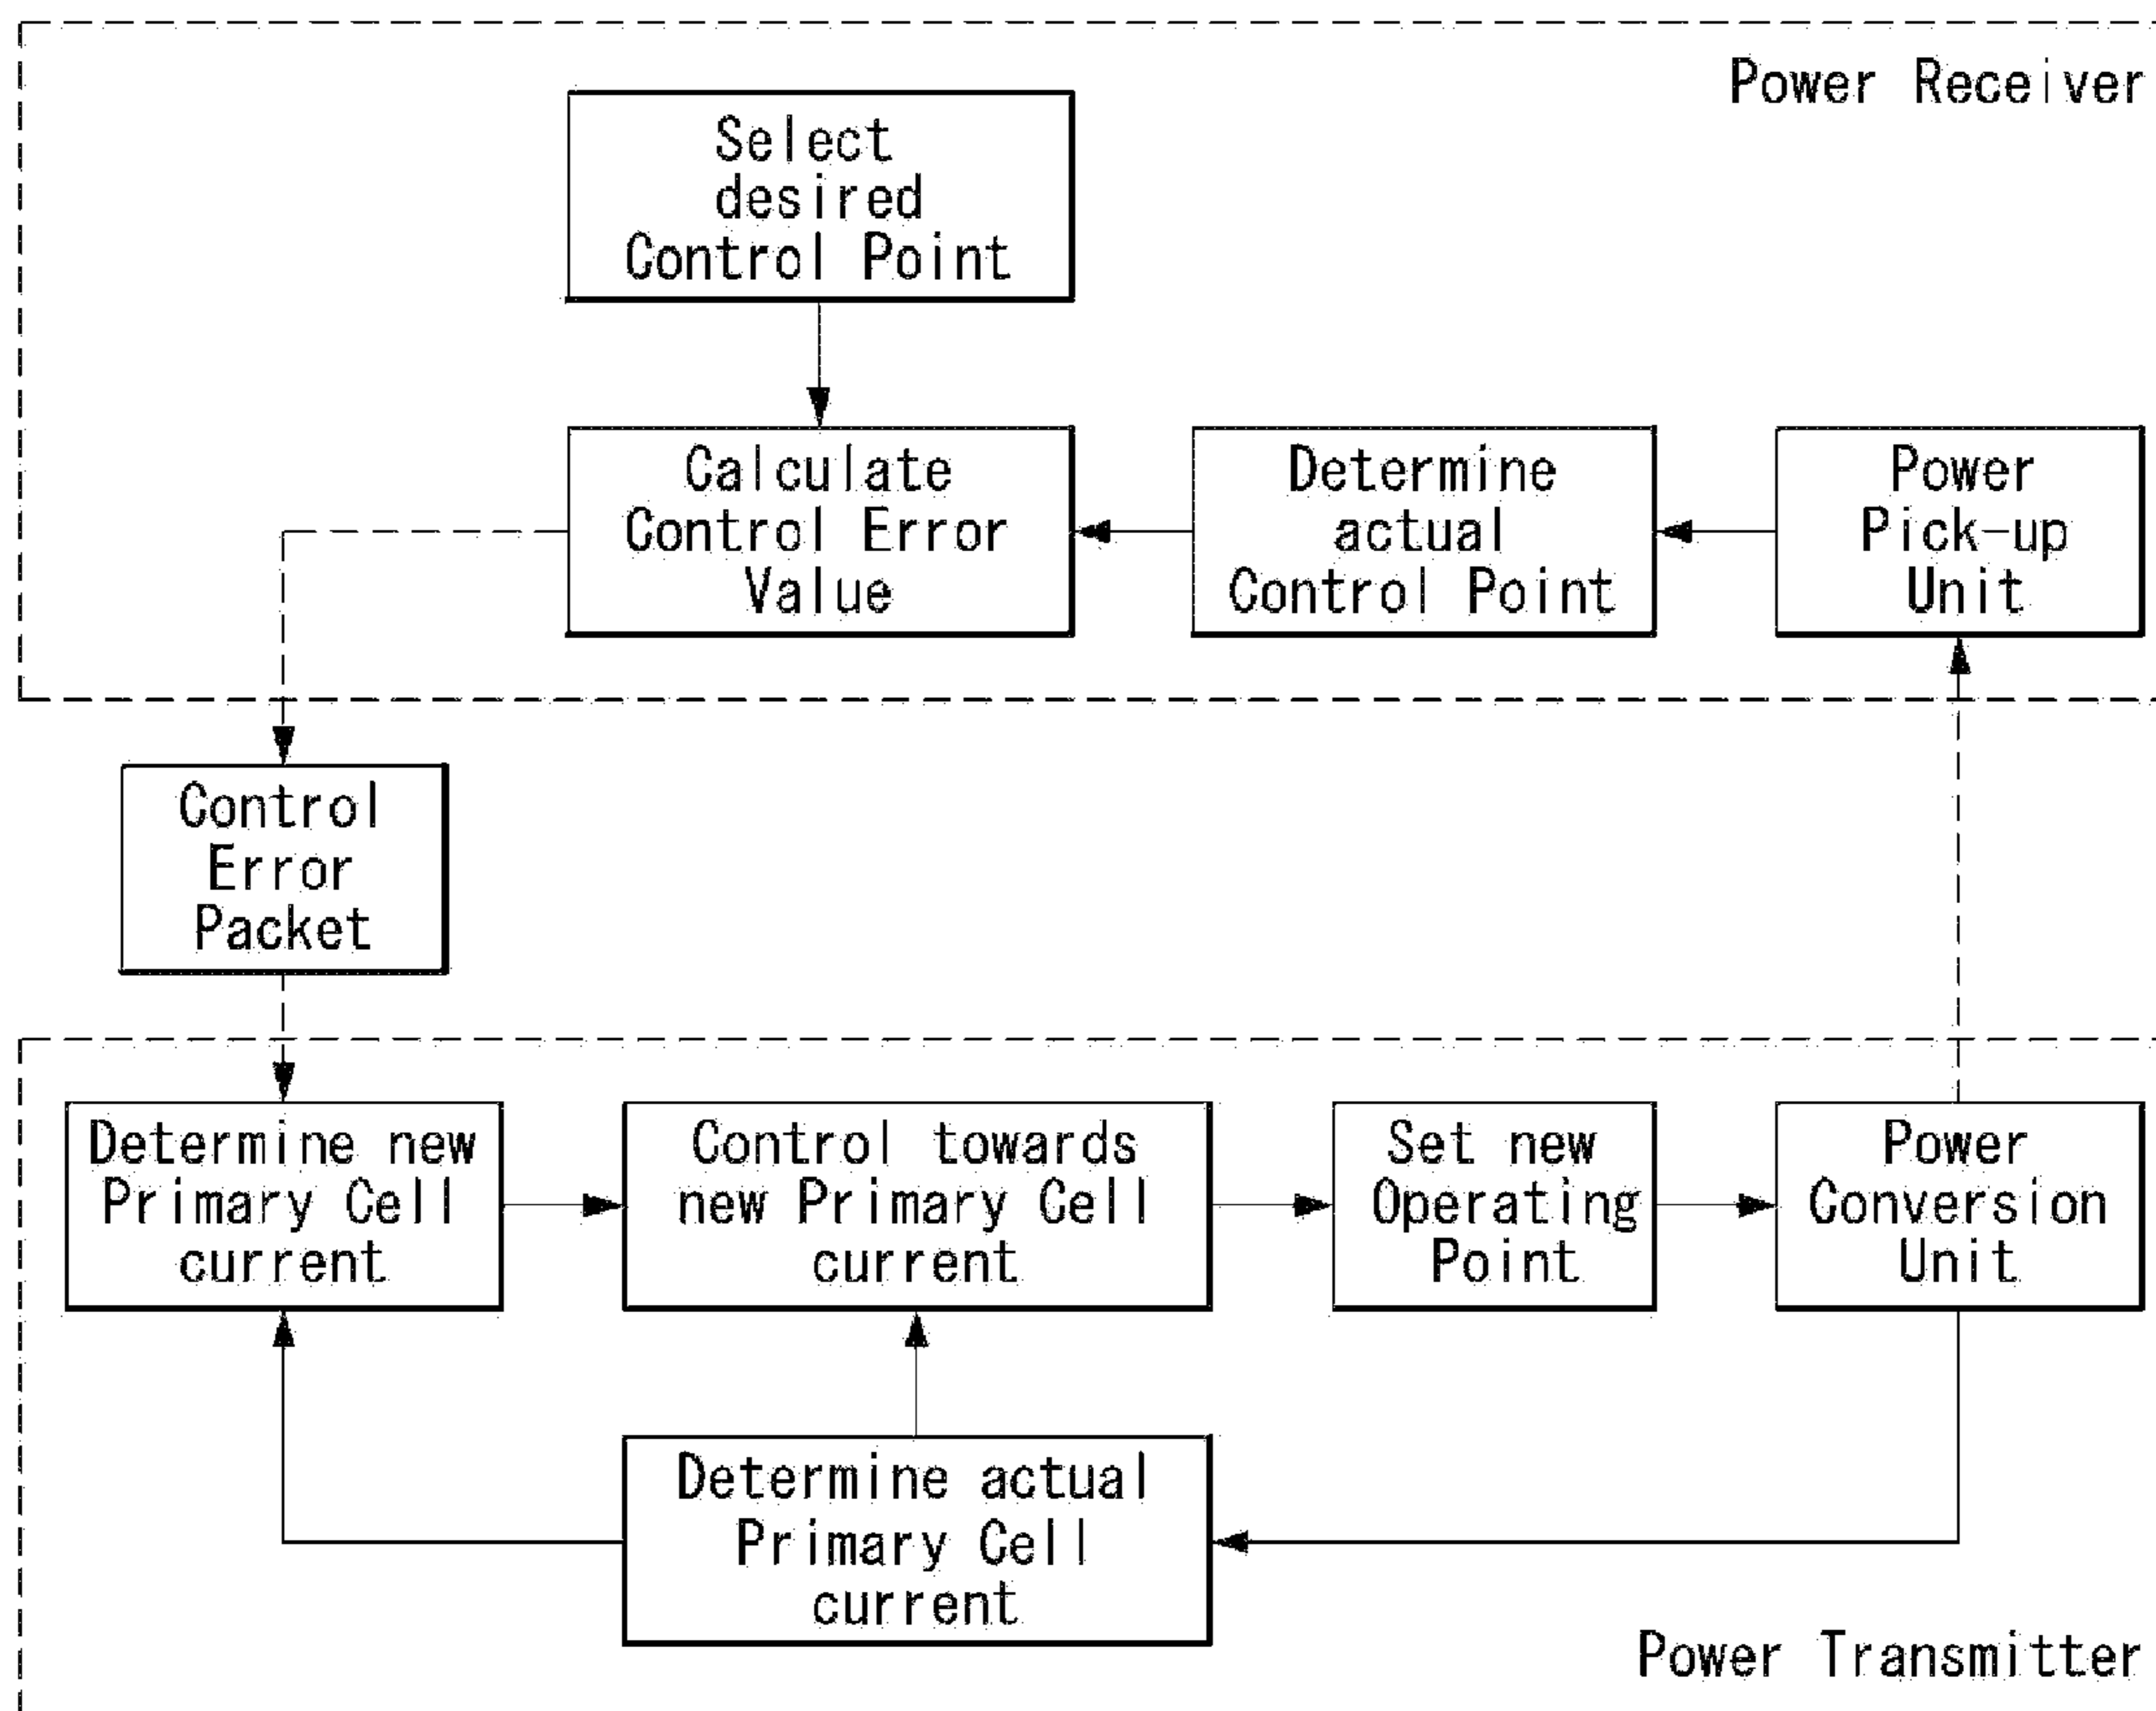 Power Receiver
Select
desired
Control Point
Calculate
Control Error
Value
Determine
actual
Control Point
Power
Pick-up
Unit
Control
Error
Packet
Determine new
Primary Cell
current
Control towards
new Primary Cell
current
Set new
Operating
Point
Power
Conversion
Unit
Determine actual
Primary Cell
current
Power Transmitter